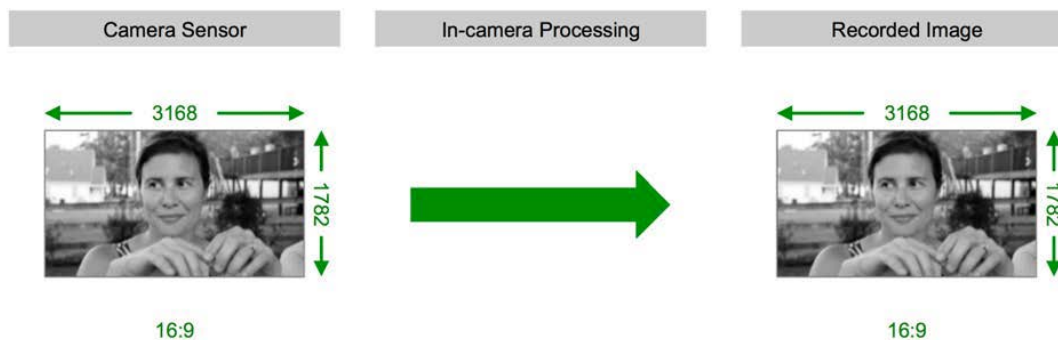 Camera Sensor
In-camera Processing
Recorded Image
3168
3168
1782
1782
16:9
16:9